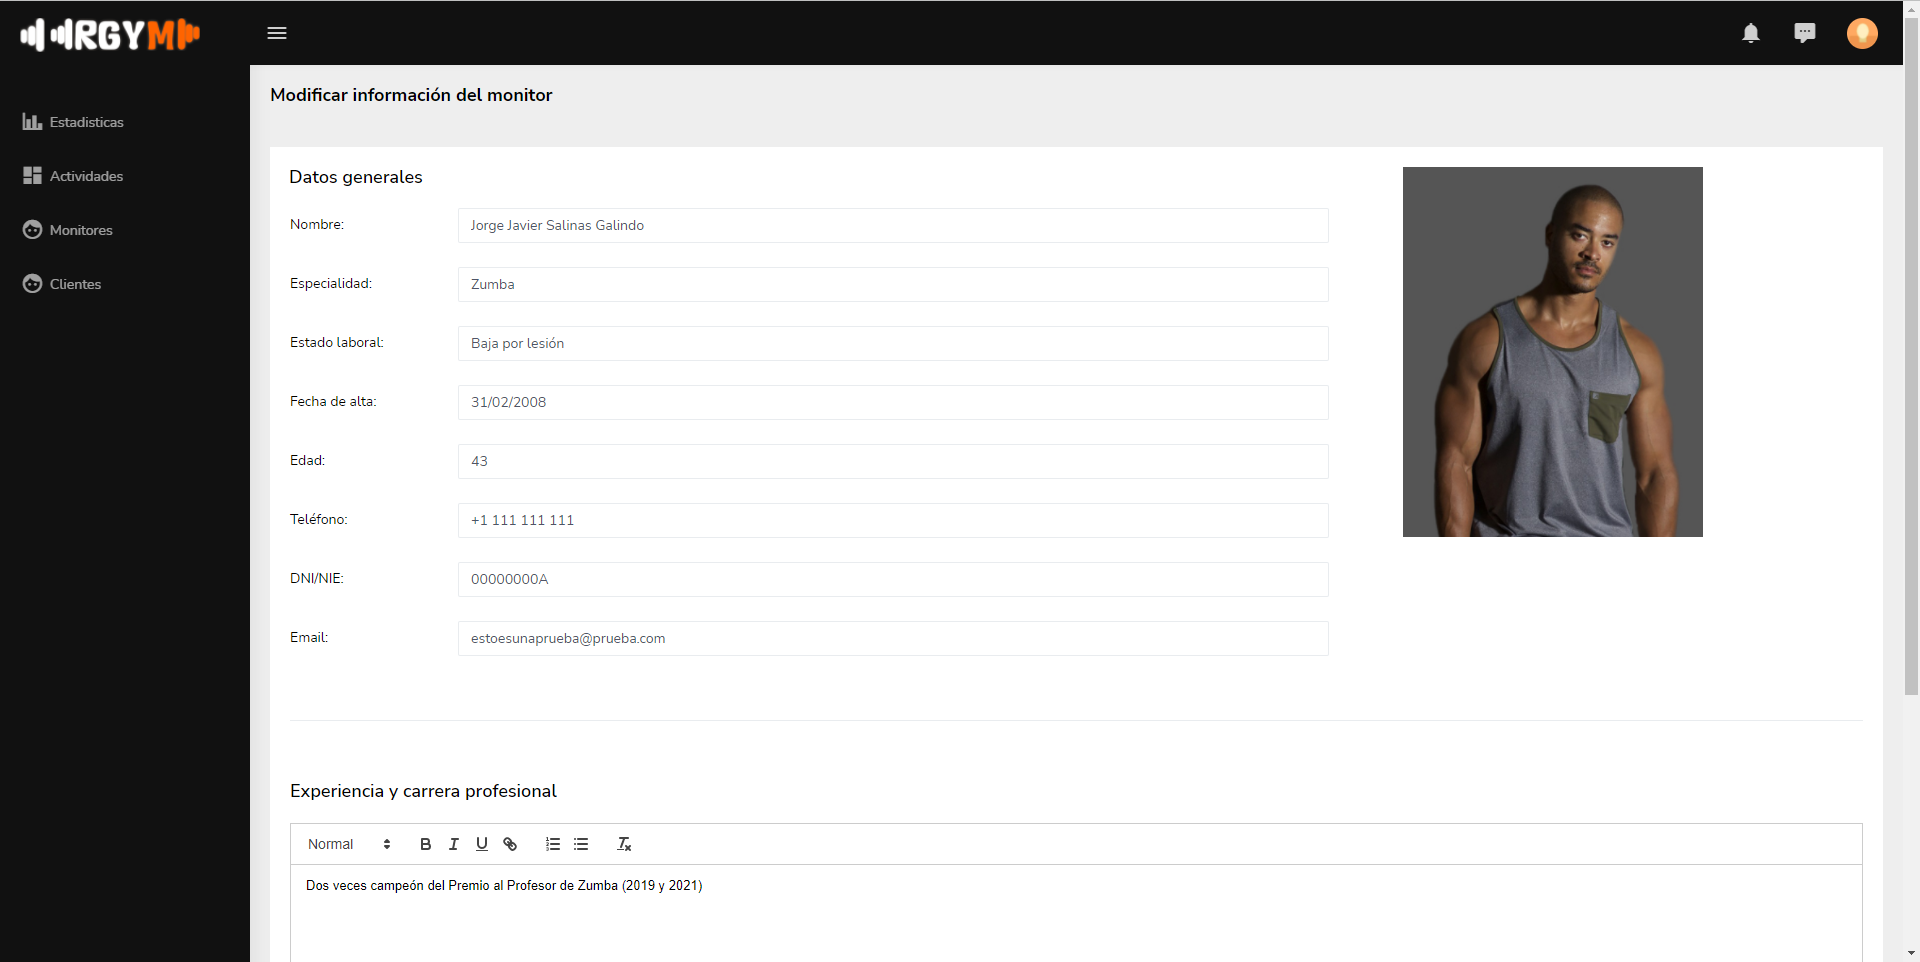 RGYM
Modificar información del monitor
Estadisticas
Actividades
Monitores
Clientes
Datos generales
Nombre: Jorge Javier Salinas Galindo
Especialidad: Zumba
Estado laboral: Baja por lesión
Fecha de alta: 31/02/2008
Edad: 43
Teléfono: +1 111 111 111
DNI/NIE: 00000000A
Email: estoesunaprueba@prueba.com
Experiencia y carrera profesional
Normal
Dos veces campeón del Premio al Profesor de Zumba (2019 y 2021)